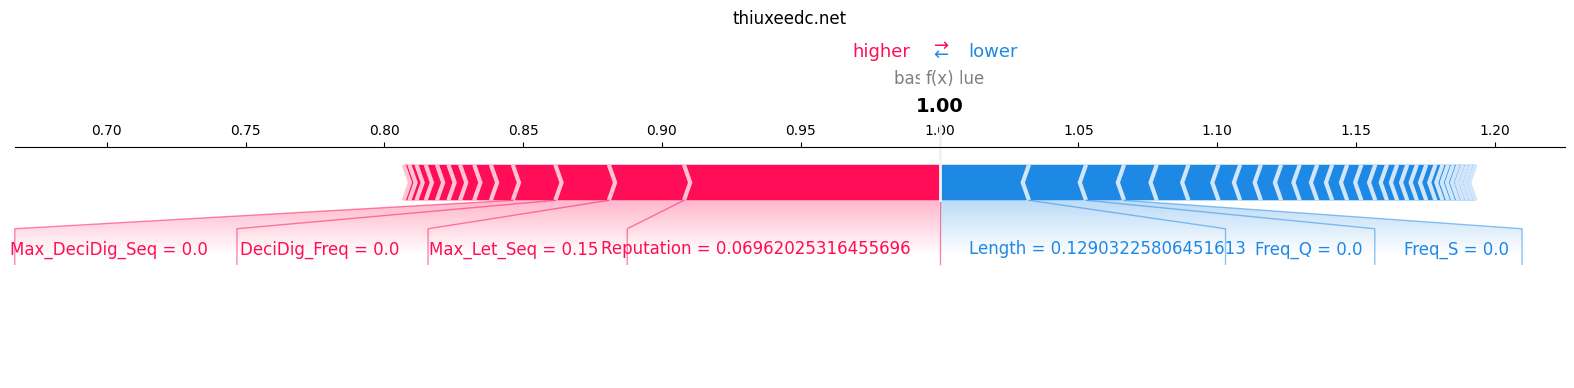 thiuxeedc.net
higher ⇄ lower
bas f(x) lue
1.00
0.70 0.75 0.80 0.85 0.90 0.95 1.00 1.05 1.10 1.15 1.20
Max_DeciDig_Seq = 0.0 DeciDig_Freq = 0.0 Max_Let_Seq = 0.15 Reputation = 0.06962025316455696 Length = 0.12903225806451613 Freq_Q = 0.0 Freq_S = 0.0